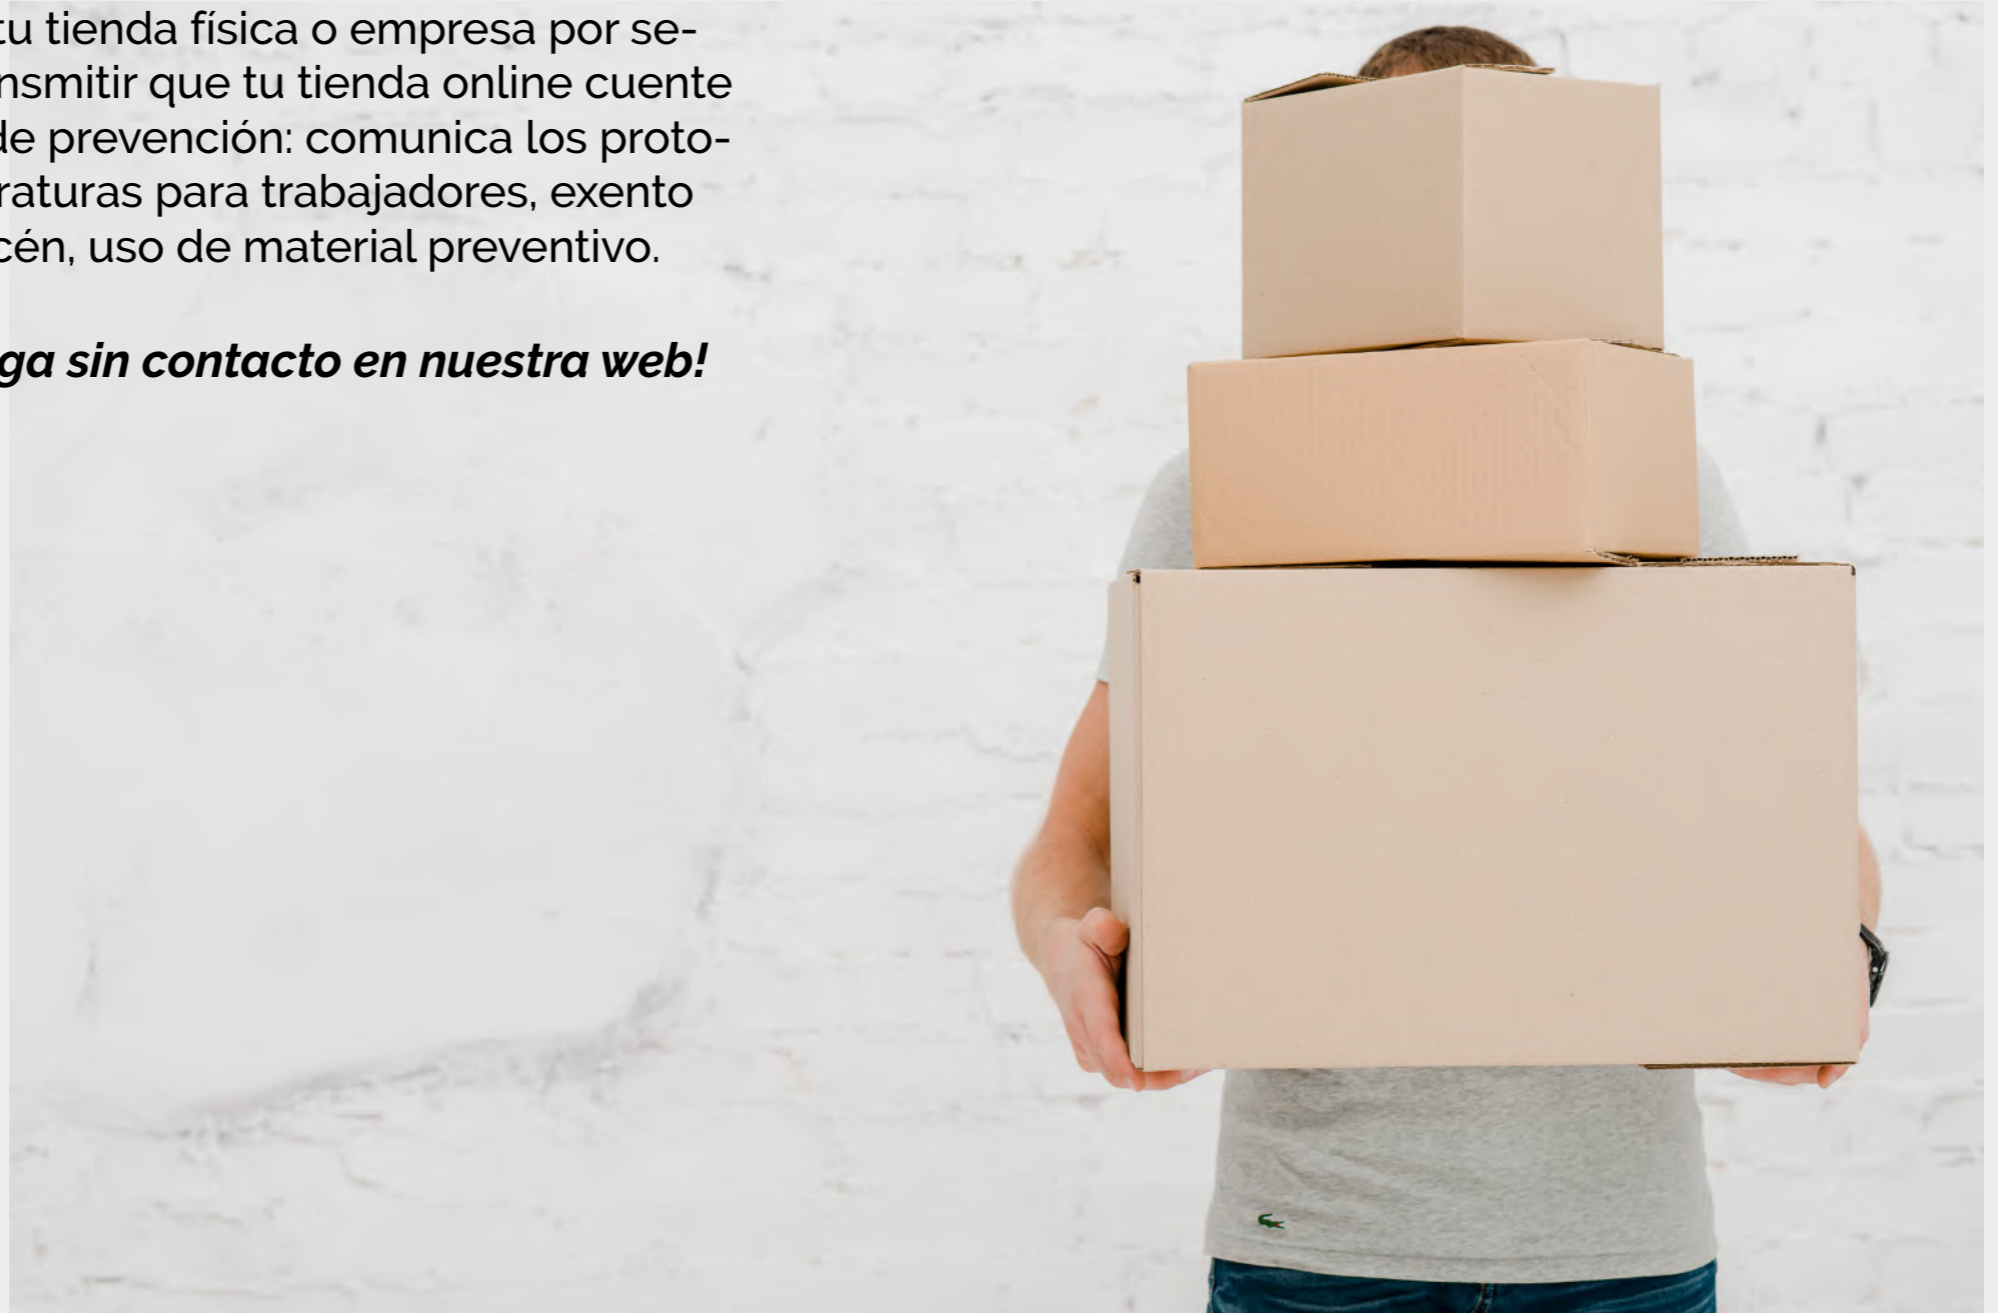 tu tienda física o empresa por se-
nsmitir que tu tienda online cuente
de prevención: comunica los proto-
raturas para trabajadores, exento
cén, uso de material preventivo.
ga sin contacto en nuestra web!